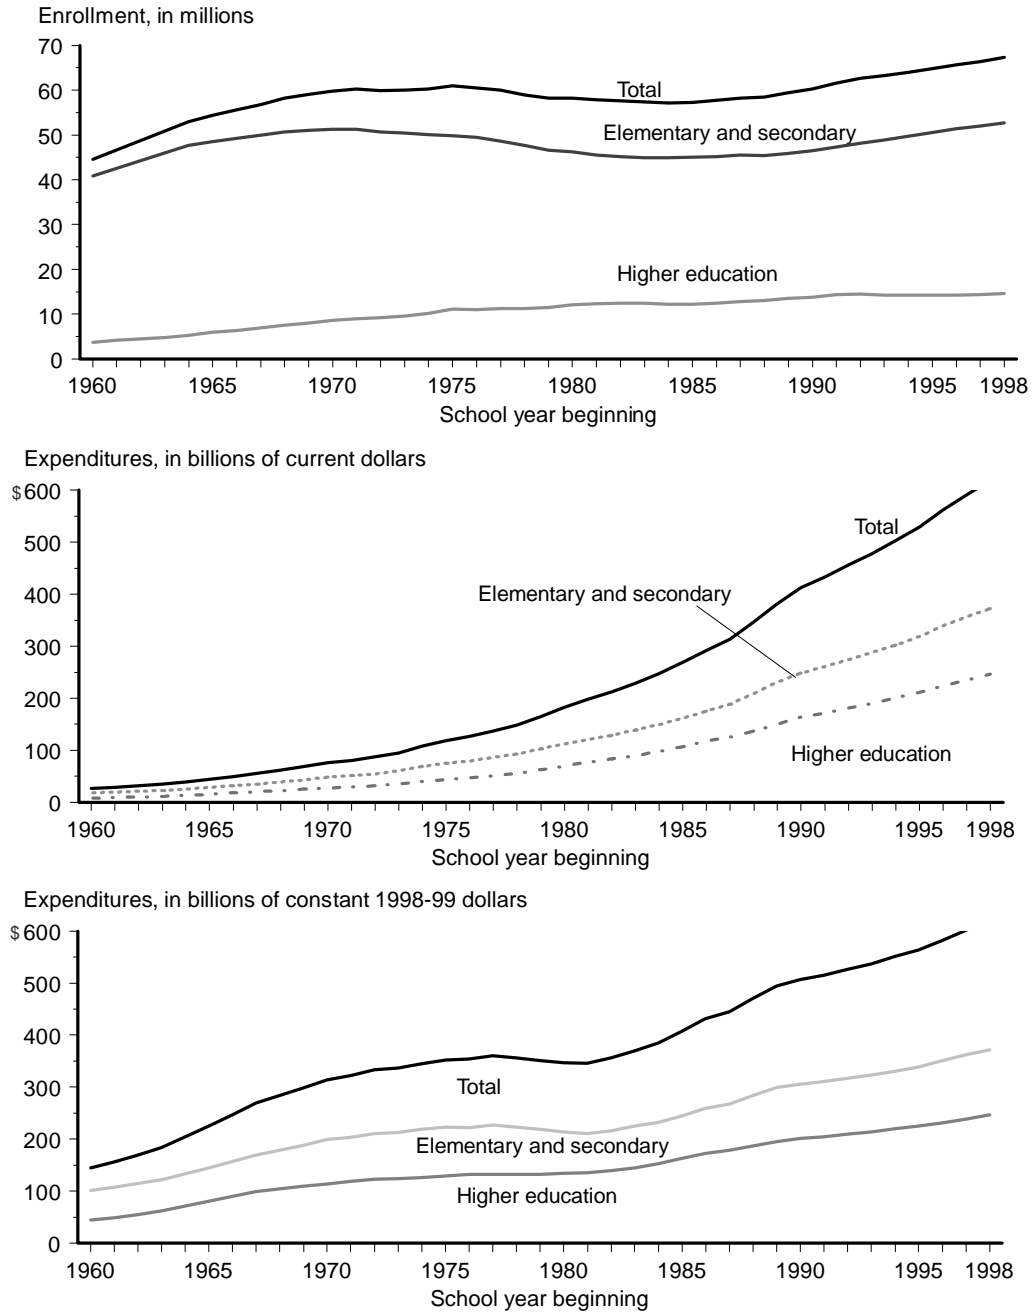 Enrollment, in millions
70
60
50
40
30
20
10
0
Total
Elementary and secondary
Higher education
1960 1965 1970 1975 1980 1985 1990 1995 1998
School year beginning
Expenditures, in billions of current dollars
$600
500
400
300
200
100
0
Total
Elementary and secondary
Higher education
1960 1965 1970 1975 1980 1985 1990 1995 1998
School year beginning
Expenditures, in billions of constant 1998-99 dollars
$600
500
400
300
200
100
0
Total
Elementary and secondary
Higher education
1960 1965 1970 1975 1980 1985 1990 1995 1998
School year beginning